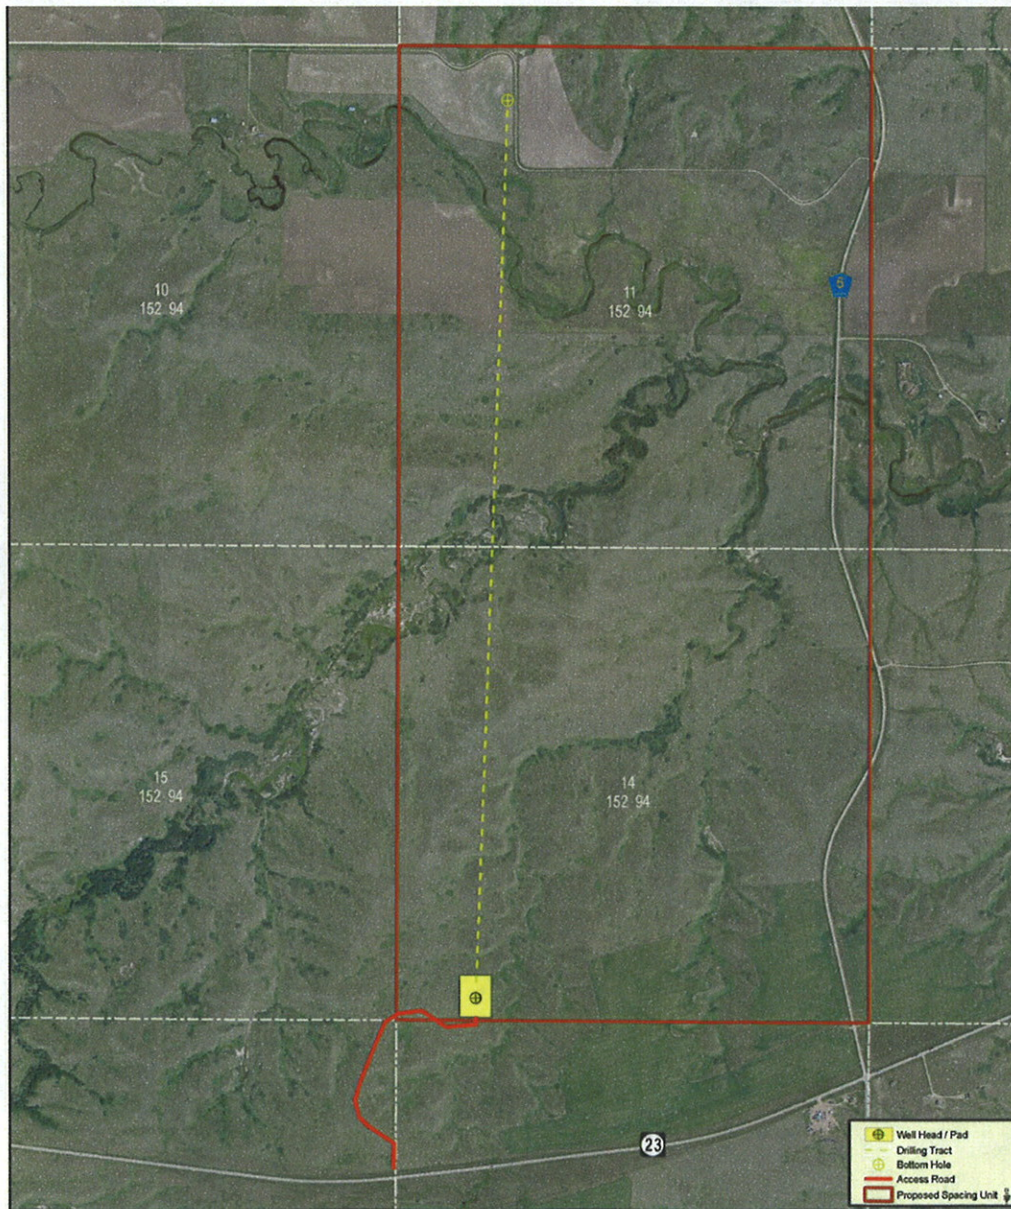 5
10
152 94
11
152 94
15
152 94
14
152 94
23
Well Head / Pad
Drilling Tract
Bottom Hole
Access Road
Proposed Spacing Unit